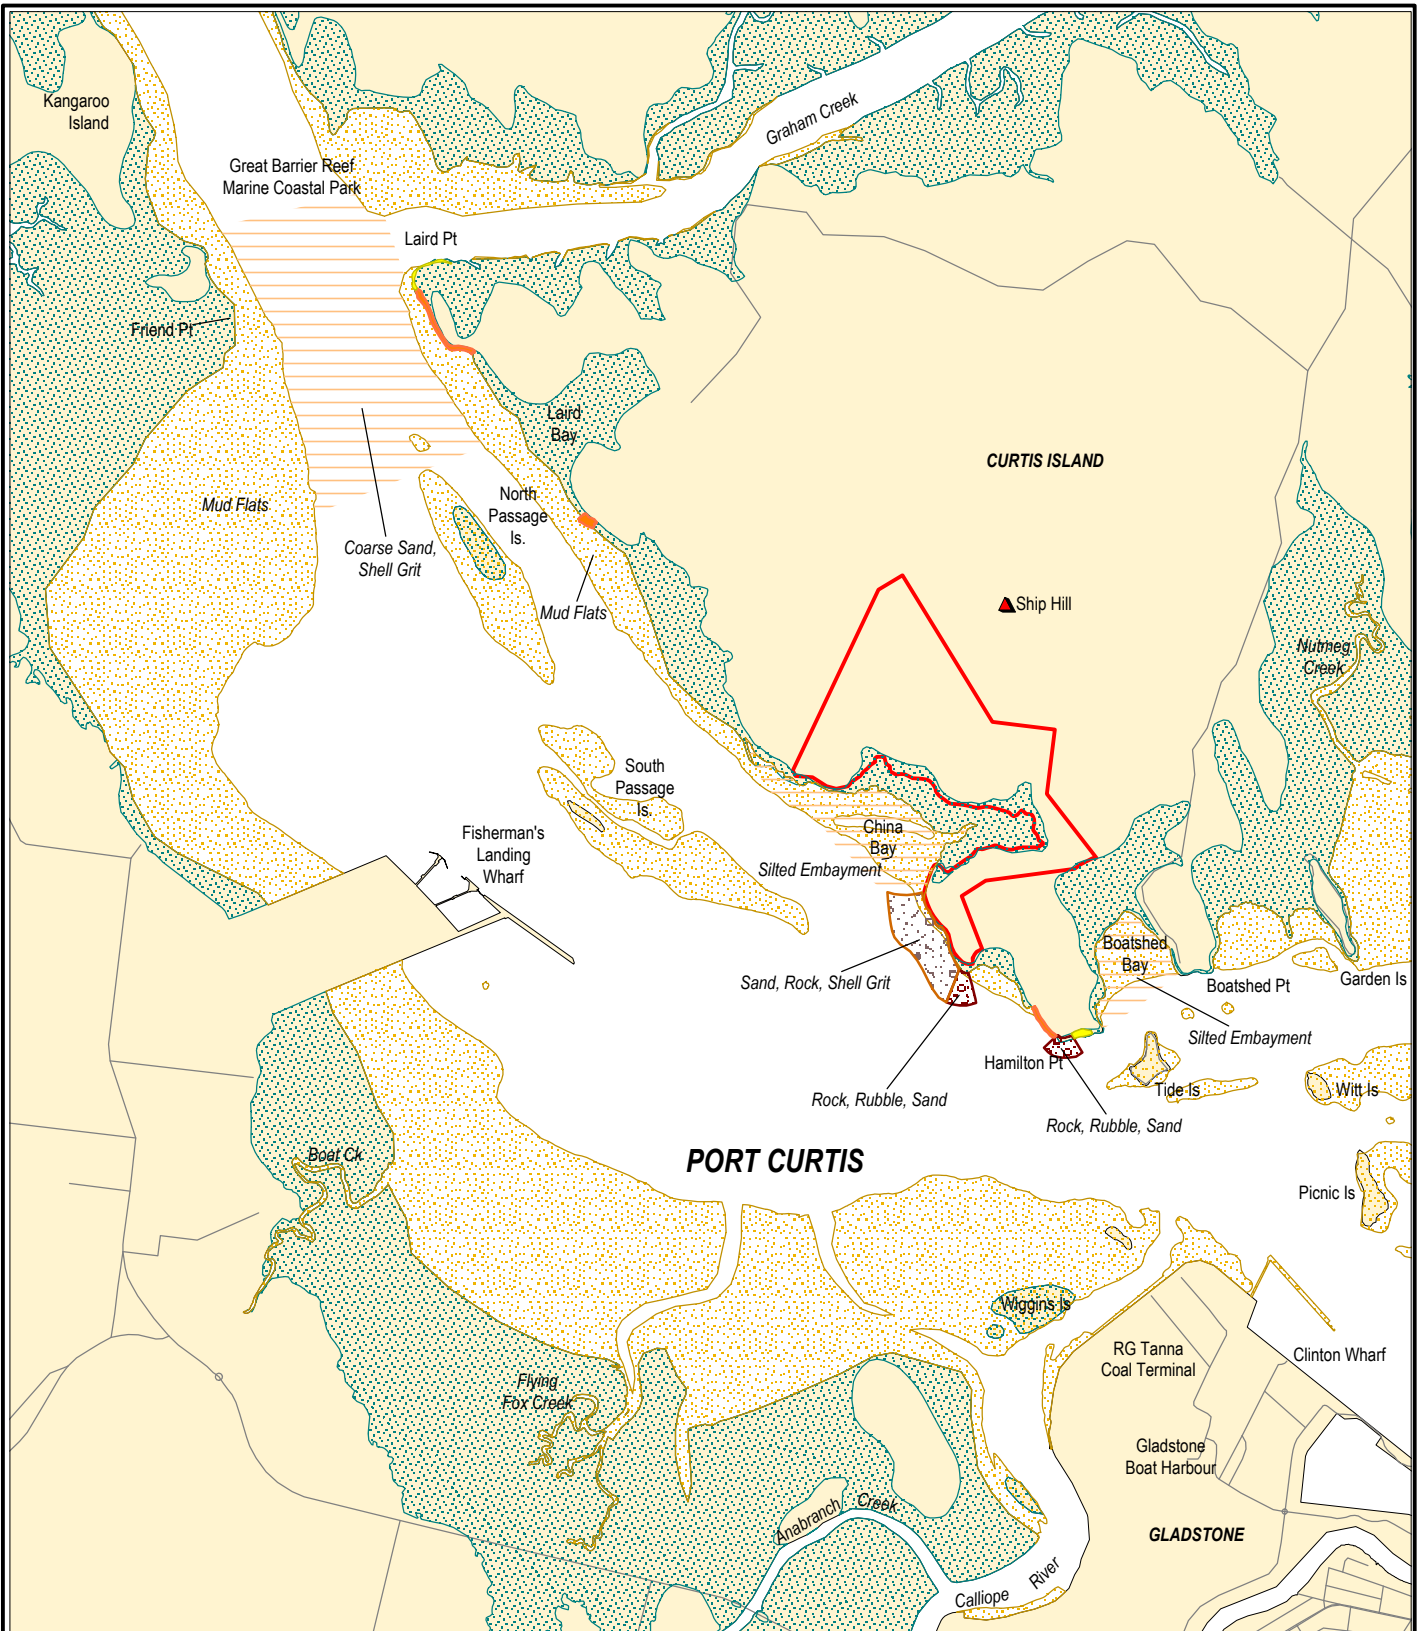 Kangaroo
Island
Graham Creek
Great Barrier Reef
Marine Coastal Park
Laird Pt
Friend Pt
Laird
Bay
CURTIS ISLAND
Mud Flats
North
Passage
Is.
Coarse Sand,
Shell Grit
Mud Flats
Ship Hill
Nutmeg
Creek
South
Passage
Is.
China
Bay
Fisherman's
Landing
Wharf
Silted Embayment
Boatshed
Bay
Sand, Rock, Shell Grit
Boatshed Pt
Garden Is
Silted Embayment
Hamilton Pt
Tide Is
Witt Is
Rock, Rubble, Sand
Rock, Rubble, Sand
Boat Ck
PORT CURTIS
Picnic Is
Wiggins Is
RG Tanna
Coal Terminal
Clinton Wharf
Flying
Fox Creek
Gladstone
Boat Harbour
Anabranch Creek
GLADSTONE
Calliope River